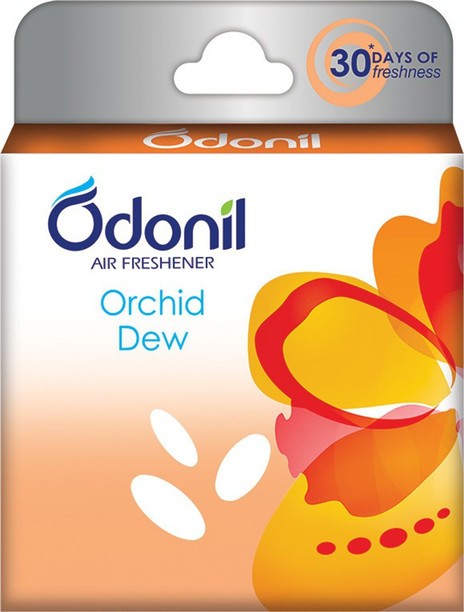 30*DAYS OF
freshness
Odonil
Odonil
AIR FRESHENER
Orchid
Dew